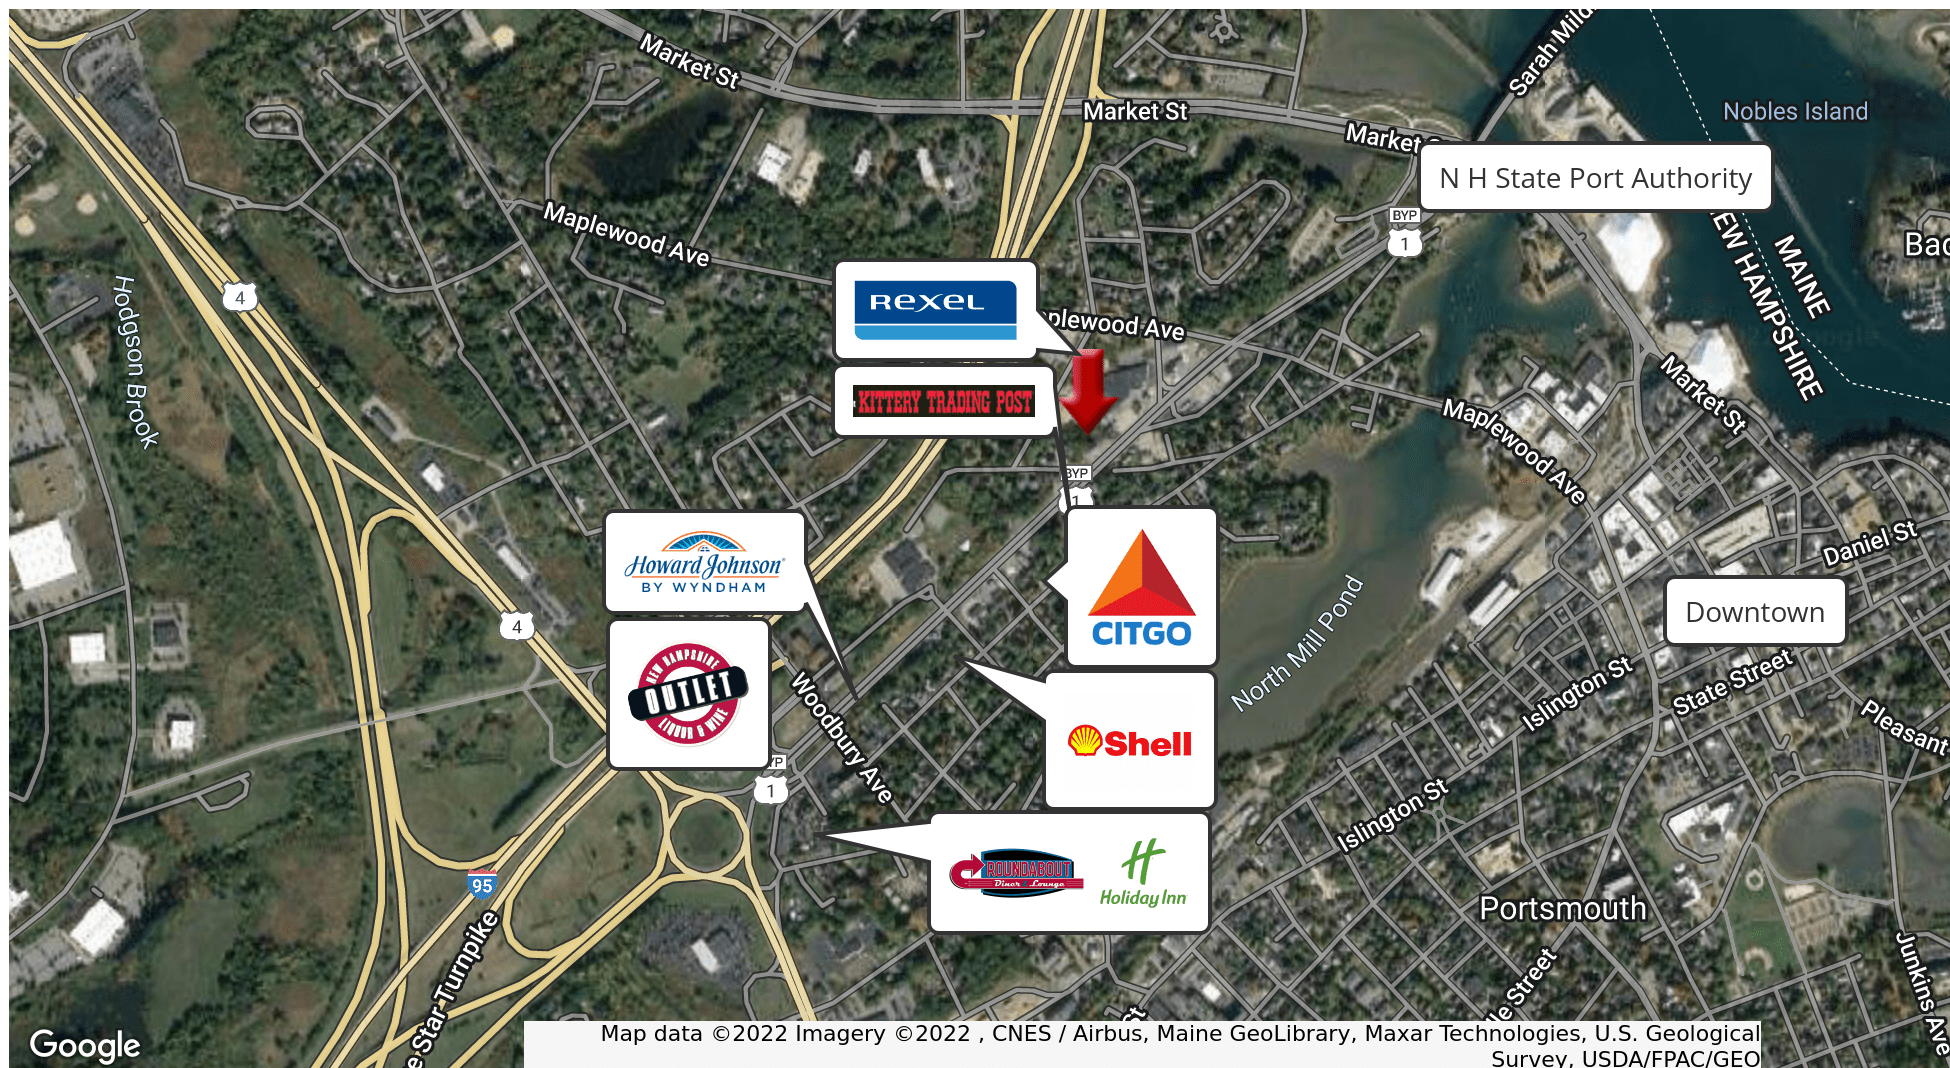 Market St
Market St
Sarah Mild
Nobles Island
N H State Port Authority
BYP
1
Maplewood Ave
EW HAMPSHIRE
MAINE
4
Hodgson Brook
REXEL
plewood Ave
KITTERY TRADING POST
Maplewood Ave
Market St
BYP
1
Howard Johnson
BY WYNDHAM
CITGO
Daniel St
Downtown
4
NEW HAMPSHIRE
OUTLET
LIQUOR & WINE
Woodbury Ave
North Mill Pond
Islington St
State Street
Pleasant
Shell
YP
1
Islington St
ROUNDABOUT
Diner & Lounge
Holiday Inn
95
Portsmouth
e Star Turnpike
le Street
Junkins Ave
St
Google
Map data ©2022 Imagery ©2022 , CNES / Airbus, Maine GeoLibrary, Maxar Technologies, U.S. Geological
Survey, USDA/FPAC/GEO